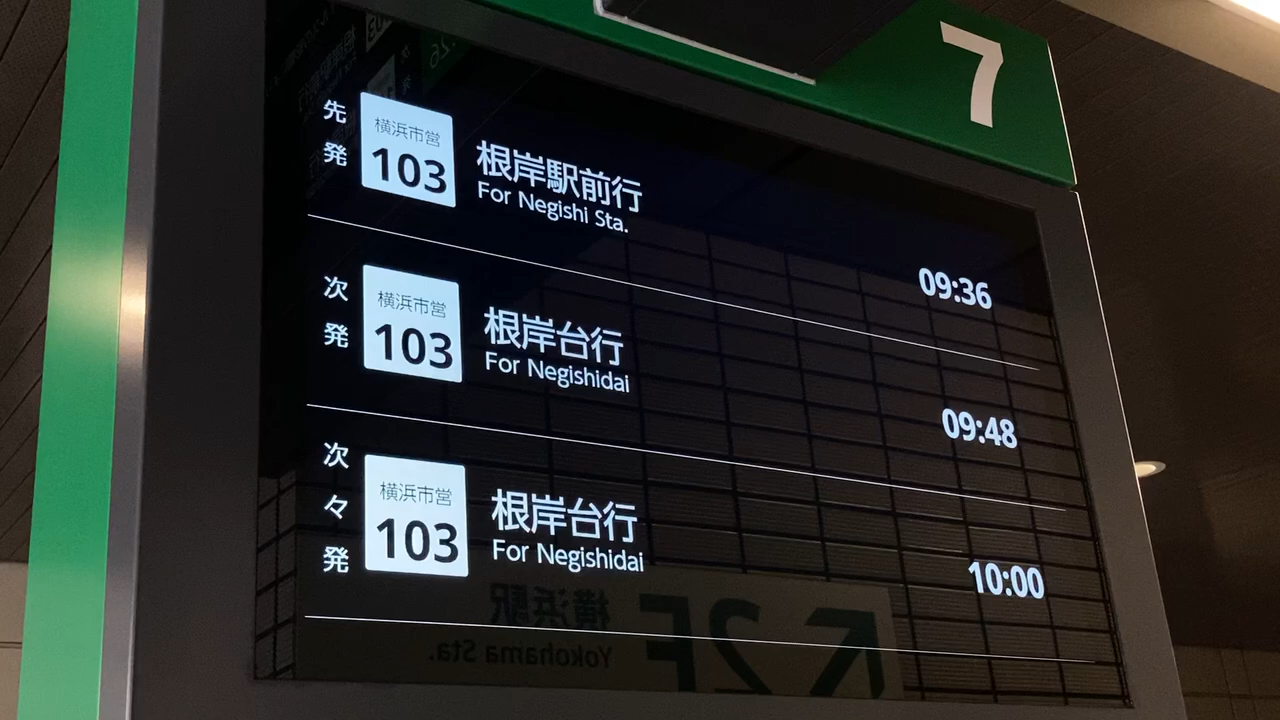 7
先発
横浜市営
103
根岸駅前行
For Negishi Sta.
09:36
次発
横浜市営
103
根岸台行
For Negishidai
09:48
次々発
横浜市営
103
根岸台行
For Negishidai
10:00
横浜駅
Yokohama Sta.
2F